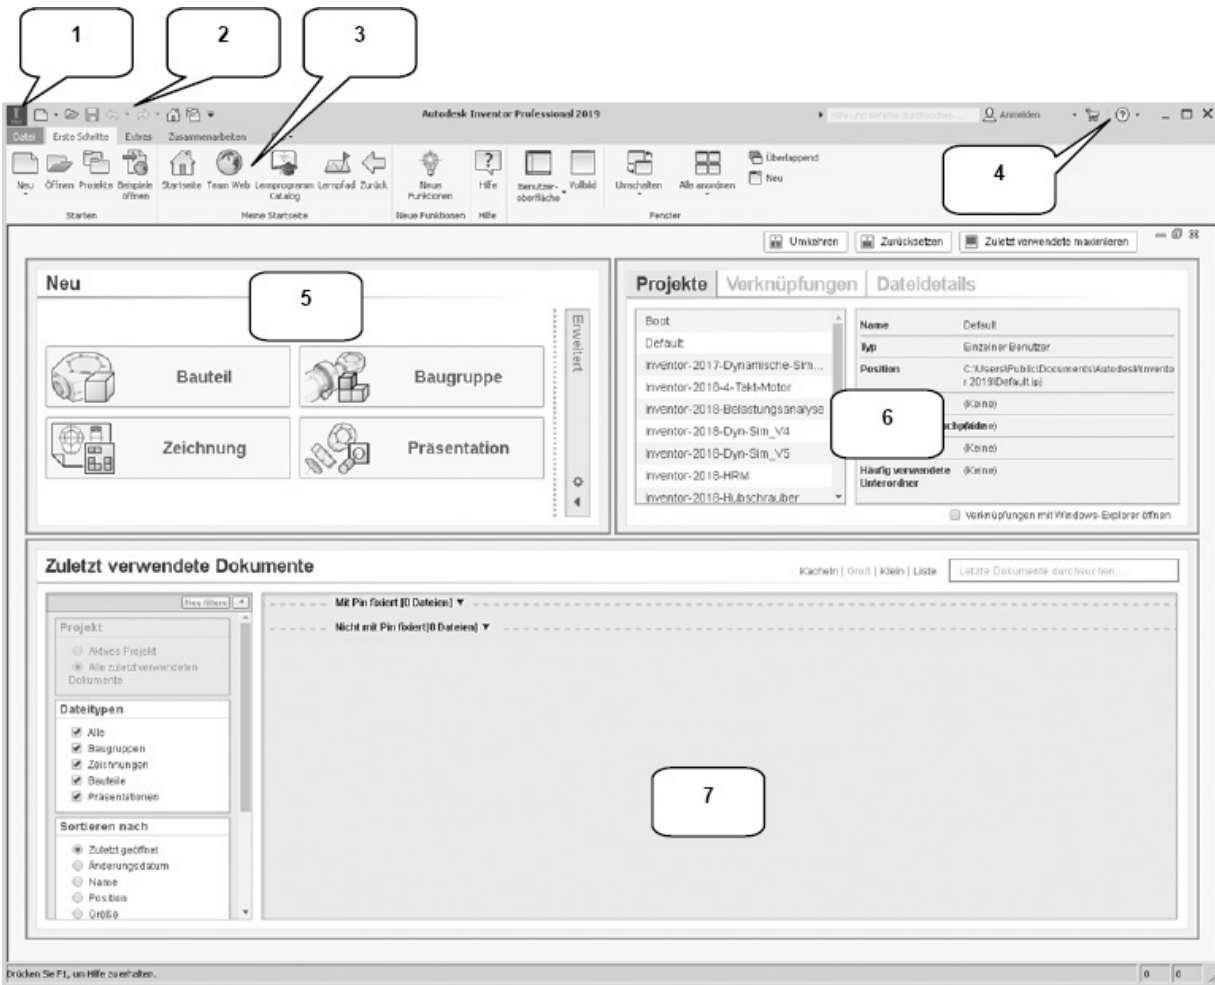 1
2
3
Autodesk Inventor Professional 2019
Hilfe und Befehle durchsuchen ...
Anmelden
Datei
Erste Schritte
Extras
Zusammenarbeiten
4
Neu
Öffnen
Projekte
Beispiele öffnen
Startseite
Team Web
Lernprogramm Catalog
Lernpfad
Zurück
Neue Funktionen
Hilfe
Benutzer-oberfläche
Vollbild
Umschalten
Alle anordnen
Überlappend
Neu
Starten
Meine Startseite
Neue Funktionen
Hilfe
Fenster
Umkehren
Zurücksetzen
Zuletzt verwendete maximieren
Neu
5
Erweitert
Bauteil
Baugruppe
Zeichnung
Präsentation
Projekte
Verknüpfungen
Dateidetails
Boot
Default
Inventor-2017-Dynamische-Sim...
Inventor-2018-4-Takt-Motor
Inventor-2018-Belastungsanalyse
Inventor-2018-Dyn-Sim_V4
Inventor-2018-Dyn-Sim_V5
Inventor-2018-HRM
Inventor-2018-Hubschrauber
6
Name Default
Typ Einzelner Benutzer
Position C:\Users\Public\Documents\Autodesk\Invento
r 2019\Default.ipj
(Keine)
(Keine)
Häufig verwendete (Keine)
Unterordner
Verknüpfungen mit Windows-Explorer öffnen
Zuletzt verwendete Dokumente
Kacheln | Groß | Klein | Liste
Letzte Dokumente durchsuchen...
Projekt
Aktives Projekt
Alle zuletzt verwendeten
Dokumente
Dateitypen
Alle
Baugruppen
Zeichnungen
Bauteile
Präsentationen
Sortieren nach
Zuletzt geöffnet
Änderungsdatum
Name
Position
Größe
Mit Pin fixiert [0 Dateien] ▼
Nicht mit Pin fixiert[0 Dateien] ▼
7
Drücken Sie F1, um Hilfe zu erhalten.
0
0